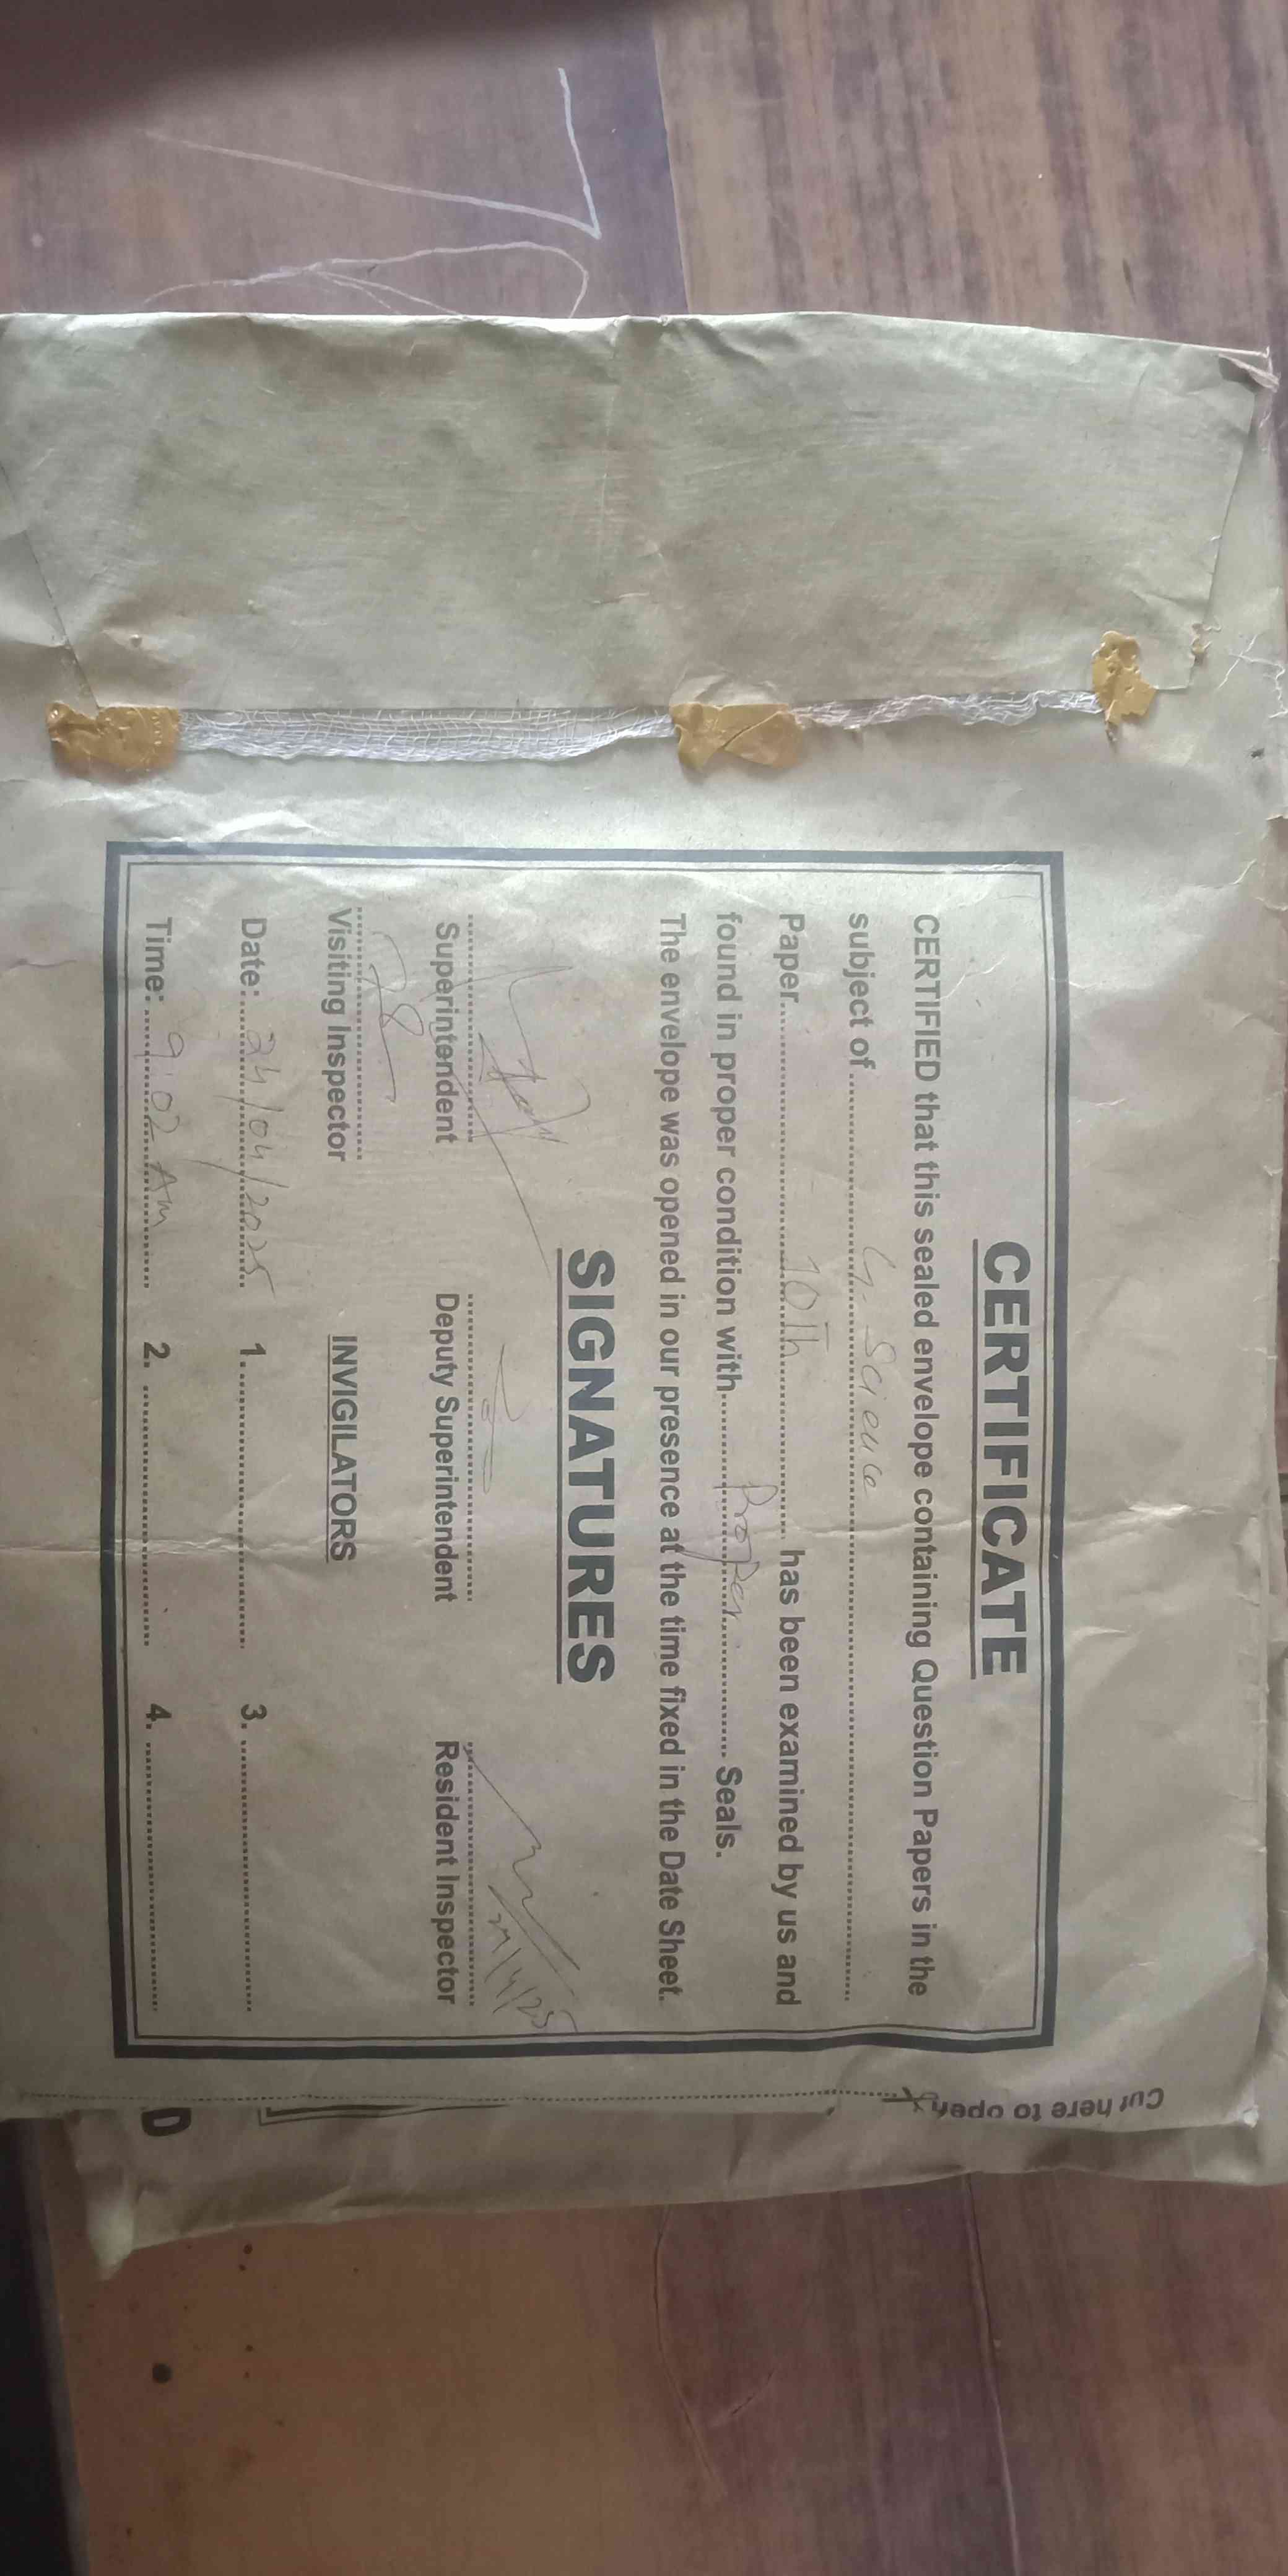 CERTIFICATE
CERTIFIED that this sealed envelope containing Question Papers in the
subject of G. Science
Paper 10th has been examined by us and
found in proper condition with Proper Seals.
The envelope was opened in our presence at the time fixed in the Date Sheet.
SIGNATURES
24/4/25
Superintendent Deputy Superintendent Resident Inspector
Visiting Inspector INVIGILATORS
Date: 24/04/2025 1. 3.
Time: 9:02 Am 2. 4.
Cut here to open
D